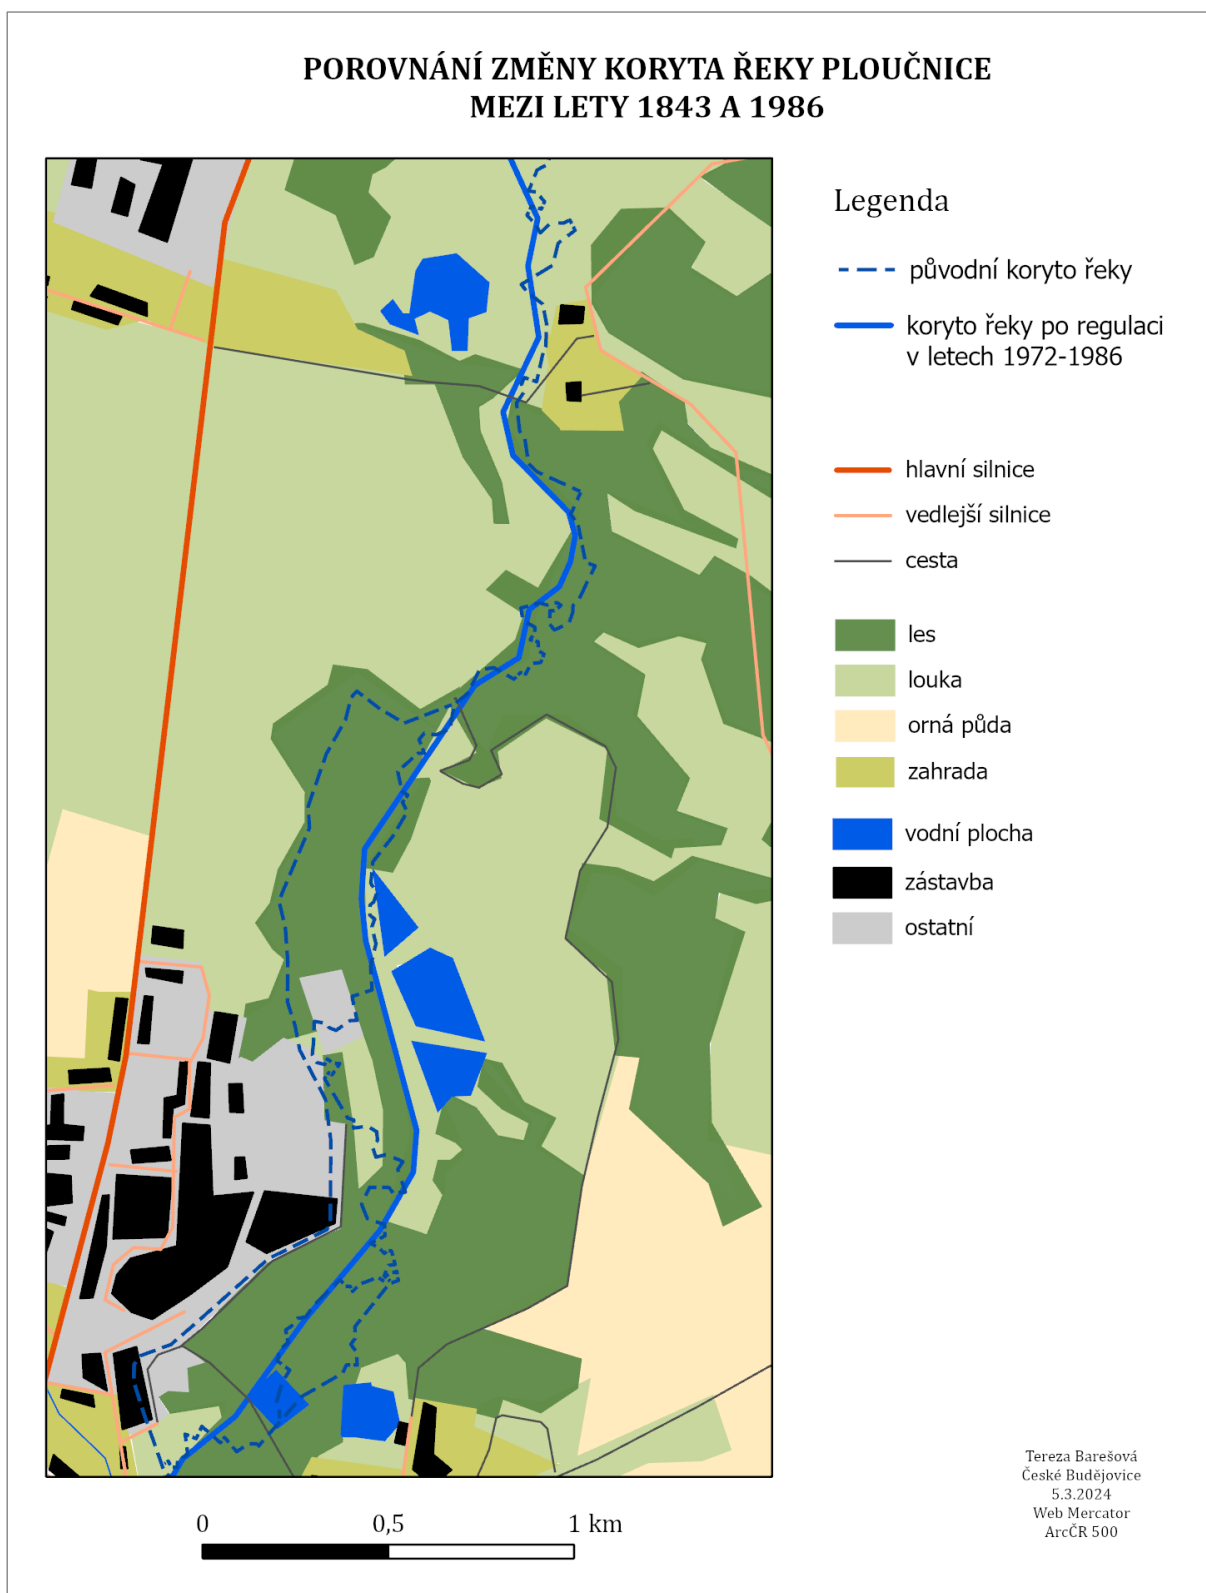 POROVNÁNÍ ZMĚNY KORYTA ŘEKY PLOUČNICE
MEZI LETY 1843 A 1986
Legenda
původní koryto řeky
koryto řeky po regulaci
v letech 1972-1986
hlavní silnice
vedlejší silnice
cesta
les
louka
orná půda
zahrada
vodní plocha
zástavba
ostatní
Tereza Barešová
České Budějovice
5.3.2024
Web Mercator
ArcČR 500
0 0,5 1 km